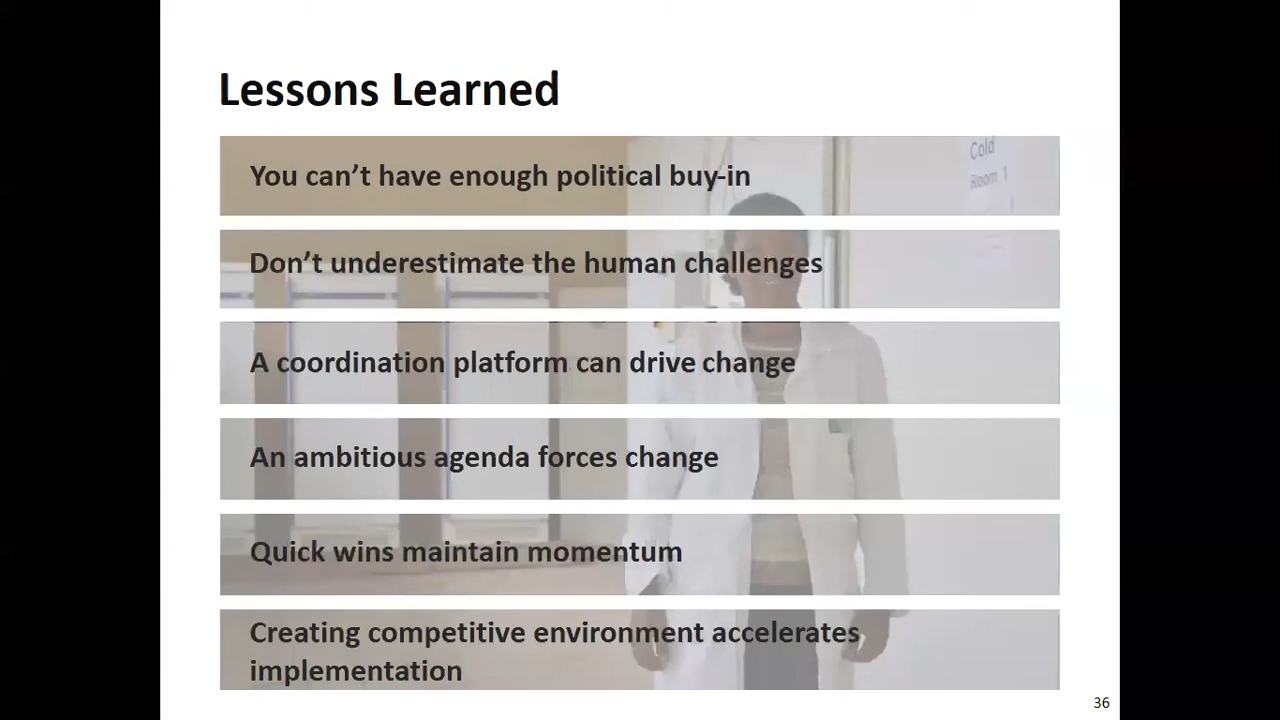 Lessons Learned
You can’t have enough political buy-in
Cold
Room 1
Don’t underestimate the human challenges
A coordination platform can drive change
An ambitious agenda forces change
Quick wins maintain momentum
Creating competitive environment accelerates
implementation
36